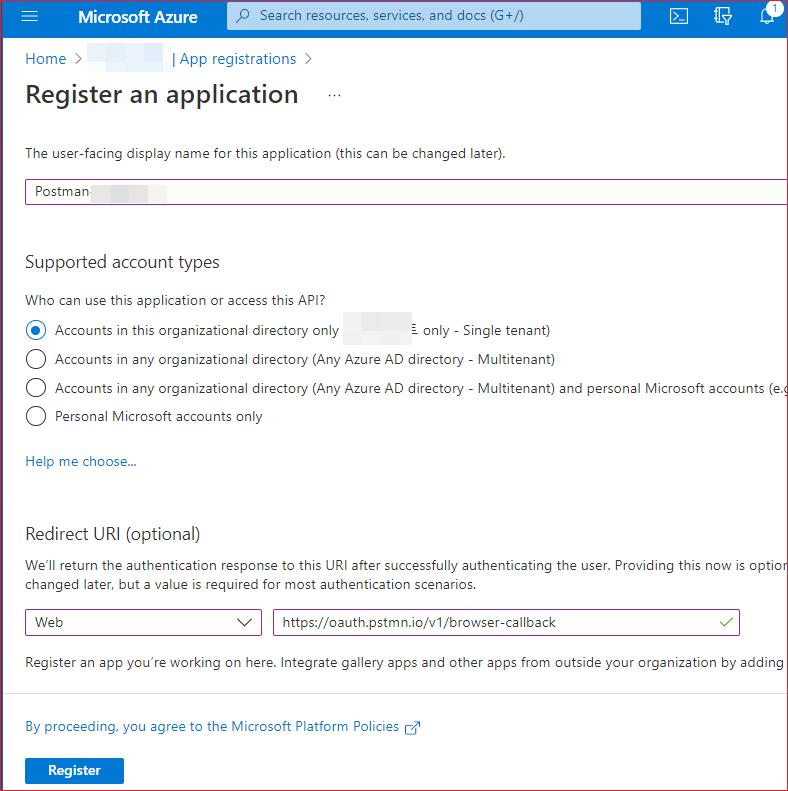 Microsoft Azure
Search resources, services, and docs (G+/)
1
Home > | App registrations >
Register an application ...
The user-facing display name for this application (this can be changed later).
Postman-
Supported account types
Who can use this application or access this API?
Accounts in this organizational directory only only - Single tenant)
Accounts in any organizational directory (Any Azure AD directory - Multitenant)
Accounts in any organizational directory (Any Azure AD directory - Multitenant) and personal Microsoft accounts (e.g
Personal Microsoft accounts only
Help me choose...
Redirect URI (optional)
We'll return the authentication response to this URI after successfully authenticating the user. Providing this now is option
changed later, but a value is required for most authentication scenarios.
Web
https://oauth.pstmn.io/v1/browser-callback
Register an app you're working on here. Integrate gallery apps and other apps from outside your organization by adding
By proceeding, you agree to the Microsoft Platform Policies
Register